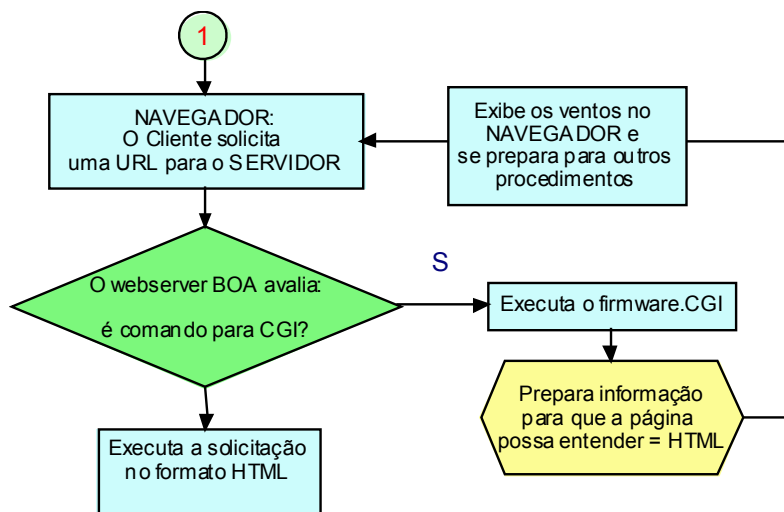 1
NAVEGADOR:
O Cliente solicita
uma URL para o SERVIDOR
Exibe os ventos no
NAVEGADOR e
se prepara para outros
procedimentos
O webserver BOA avalia:
é comando para CGI?
S
Executa o firmware.CGI
Prepara informação
para que a página
possa entender = HTML
Executa a solicitação
no formato HTML